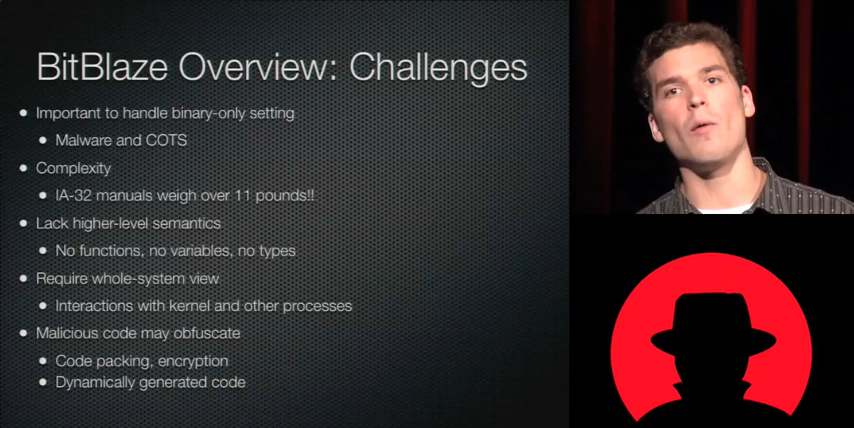 BitBlaze Overview: Challenges
Important to handle binary-only setting
Malware and COTS
Complexity
IA-32 manuals weigh over 11 pounds!!
Lack higher-level semantics
No functions, no variables, no types
Require whole-system view
Interactions with kernel and other processes
Malicious code may obfuscate
Code packing, encryption
Dynamically generated code